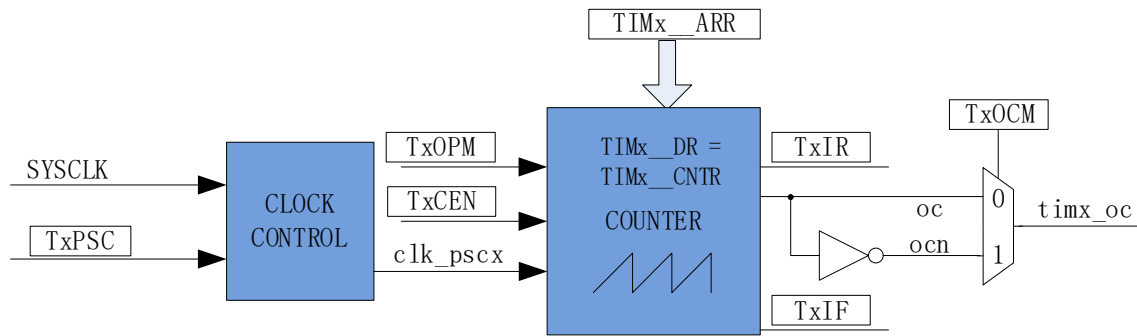 TIMx__ARR
TxOPM
TIMx__DR =
TxIR
TxOCM
SYSCLK
TIMx__CNTR
CLOCK
TxCEN
0
CONTROL
COUNTER
oc
timx_oc
TxPSC
clk_pscx
ocn
1
TxIF